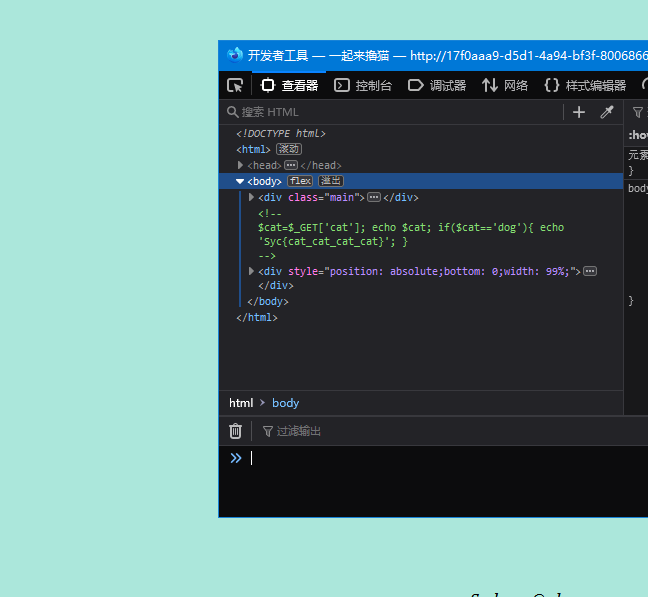 开发者工具 — 一起来撸猫 — http://17f0aaa9-d5d1-4a94-bf3f-8006866
查看器 控制台 调试器 网络 样式编辑器
搜索 HTML
:hov
<!DOCTYPE html>
<html> 滚动
元素
<head> ··· </head>
}
<body> flex 溢出
body
<div class="main"> ··· </div>
<!--
$cat=$_GET['cat']; echo $cat; if($cat=='dog'){ echo
'Syc{cat_cat_cat_cat}'; }
-->
<div style="position: absolute;bottom: 0;width: 99%;"> ···
</div>
</body>
}
</html>
html > body
过滤输出